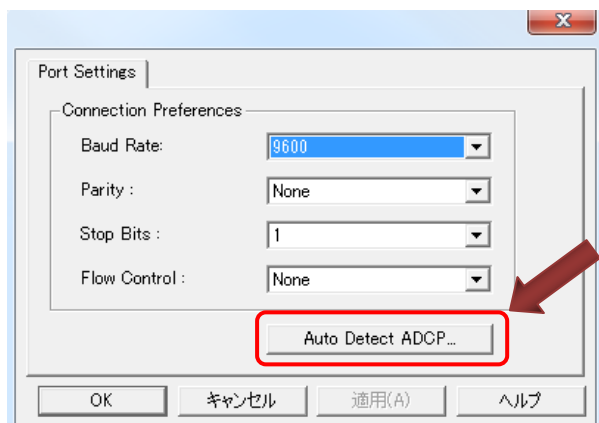 Port Settings
Connection Preferences
Baud Rate: 9600
Parity : None
Stop Bits : 1
Flow Control : None
Auto Detect ADCP...
OK キャンセル 適用(A) ヘルプ